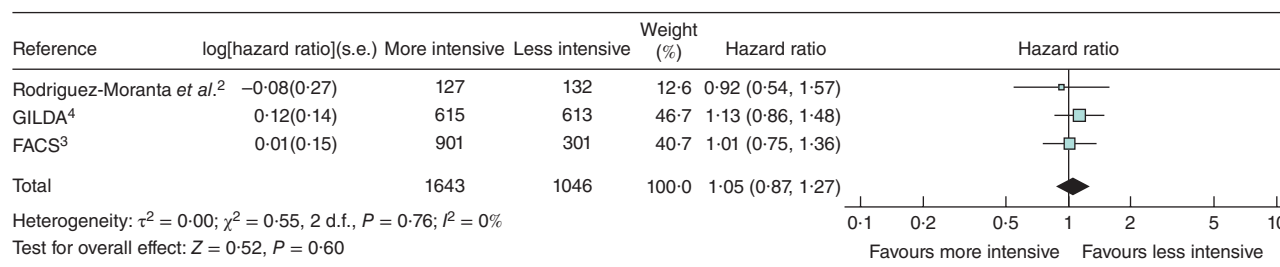 Weight
Reference log[hazard ratio](s.e.) More intensive Less intensive (%) Hazard ratio Hazard ratio
Rodriguez-Moranta et al.² −0·08(0·27) 127 132 12·6 0·92 (0·54, 1·57)
GILDA⁴ 0·12(0·14) 615 613 46·7 1·13 (0·86, 1·48)
FACS³ 0·01(0·15) 901 301 40·7 1·01 (0·75, 1·36)
Total 1643 1046 100·0 1·05 (0·87, 1·27)
Heterogeneity: τ² = 0·00; χ² = 0·55, 2 d.f., P = 0·76; I² = 0%
Test for overall effect: Z = 0·52, P = 0·60
0·1 0·2 0·5 1 2 5 10
Favours more intensive Favours less intensive